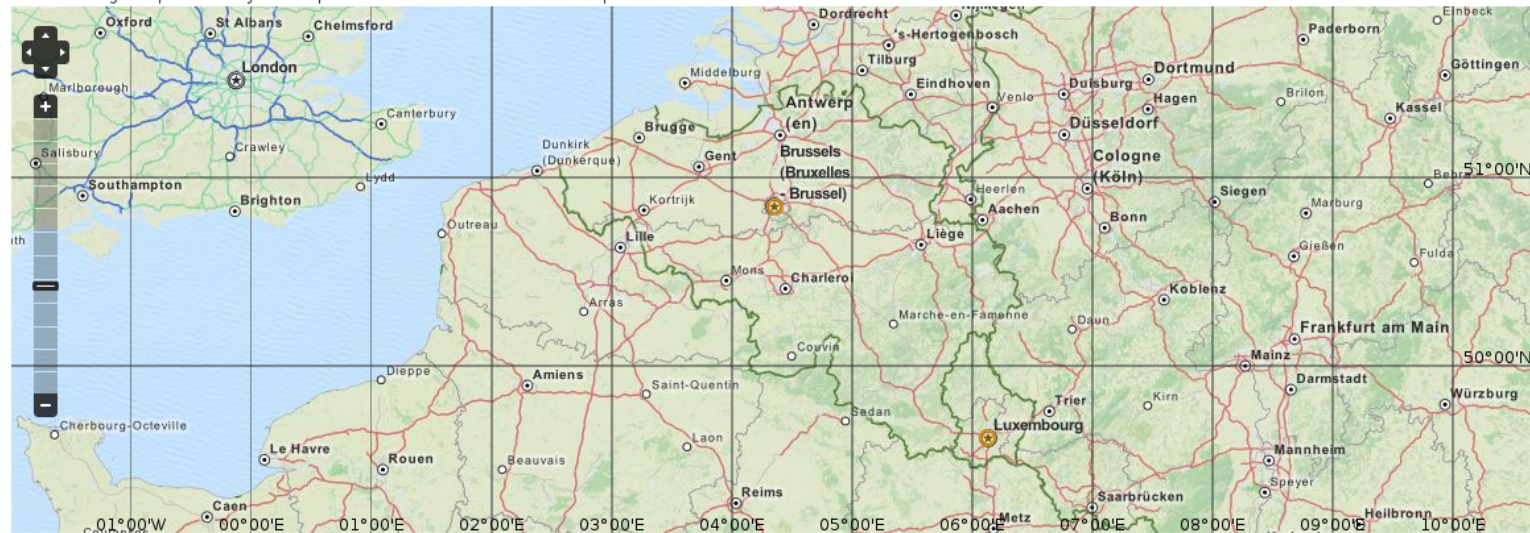 Oxford
St Albans
Chelmsford
Dordrecht
's-Hertogenbosch
Paderborn
Einbeck
London
Marlborough
Middelburg
Tilburg
Eindhoven
Venlo
Duisburg
Dortmund
Göttingen
Canterbury
Antwerp
(en)
Hagen
Brilon
Kassel
Salisbury
Crawley
Dunkirk
(Dunkerque)
Brugge
Gent
Brussels
(Bruxelles
- Brussel)
Düsseldorf
Cologne
(Köln)
51°00'N
Southampton
Lydd
Brighton
Kortrijk
Heerlen
Aachen
Siegen
Bonn
Marburg
Outreau
Lille
Liège
Gießen
Fulda
Mons
Charleroi
Koblenz
Arras
Marche-en-Famenne
Daun
Frankfurt am Main
Couvin
50°00'N
Mainz
Dieppe
Amiens
Saint-Quentin
Darmstadt
Würzburg
Trier
Kirn
Cherbourg-Octeville
Sedan
Luxembourg
Le Havre
Rouen
Beauvais
Laon
Mannheim
Speyer
Reims
Saarbrücken
Caen
Metz
Heilbronn
01°00'W
00°00'E
01°00'E
02°00'E
03°00'E
04°00'E
05°00'E
06°00'E
07°00'E
08°00'E
09°00'E
10°00'E